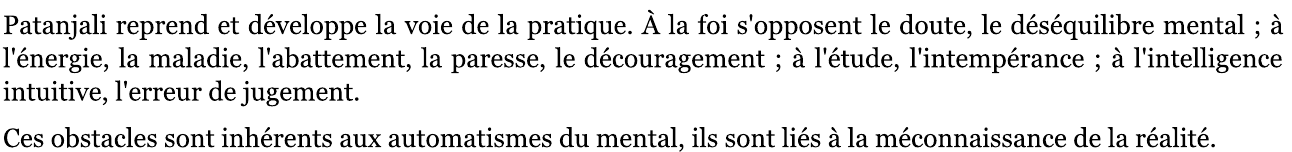 Patanjali reprend et développe la voie de la pratique. À la foi s'opposent le doute, le déséquilibre mental ; à
l'énergie, la maladie, l'abattement, la paresse, le découragement ; à l'étude, l'intempérance ; à l'intelligence
intuitive, l'erreur de jugement.
Ces obstacles sont inhérents aux automatismes du mental, ils sont liés à la méconnaissance de la réalité.